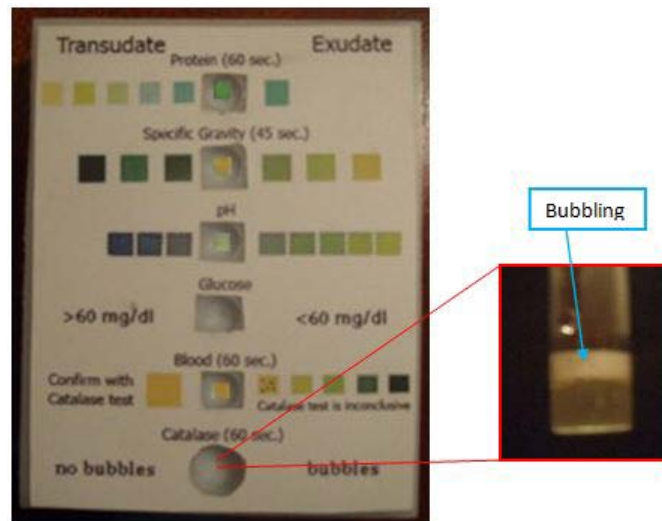 Transudate Exudate
Protein (60 sec.)
Specific Gravity (45 sec.)
pH
Glucose
>60 mg/dl <60 mg/dl
Blood (60 sec.)
Confirm with
Catalase test
Catalase test is inconclusive
Catalase (60 sec.)
no bubbles bubbles
Bubbling